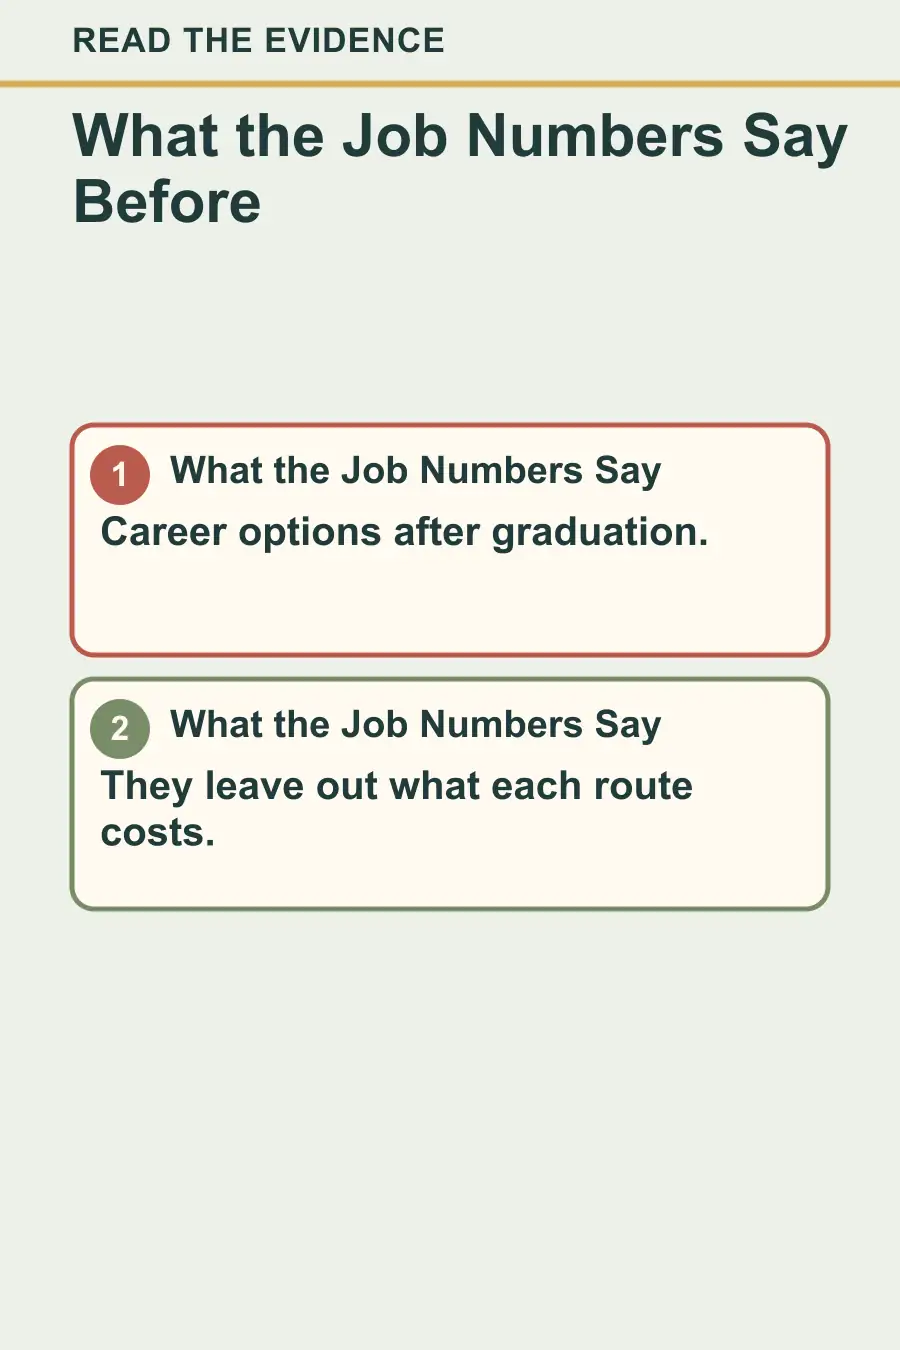 READ THE EVIDENCE
What the Job Numbers Say
Before
1 What the Job Numbers Say
Career options after graduation.
2 What the Job Numbers Say
They leave out what each route
costs.